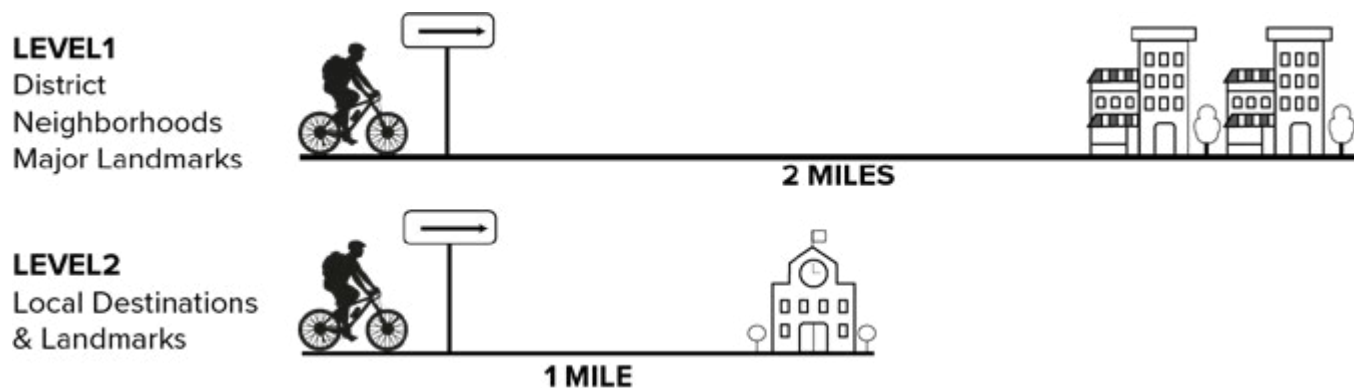 LEVEL1
District
Neighborhoods
Major Landmarks
2 MILES
LEVEL2
Local Destinations
& Landmarks
1 MILE